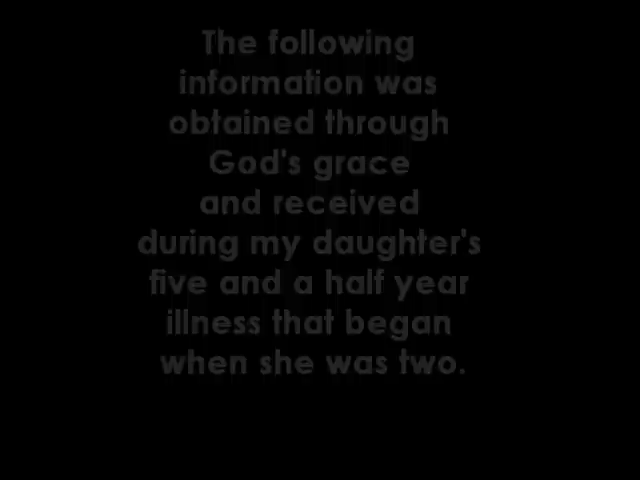 The following
information was
obtained through
God's grace
and received
during my daughter's
five and a half year
illness that began
when she was two.